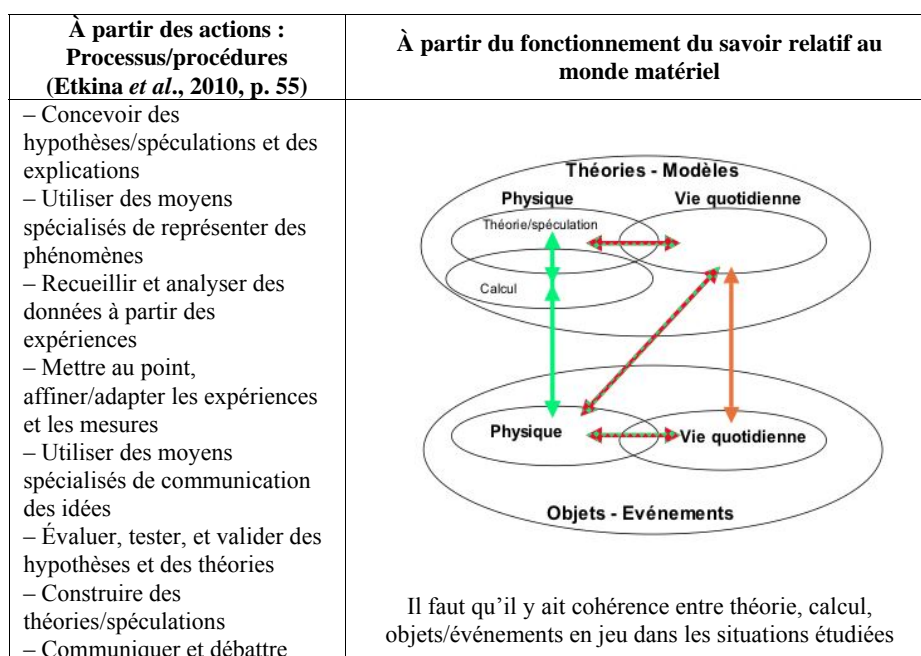 À partir des actions :
Processus/procédures
(Etkina et al., 2010, p. 55)
À partir du fonctionnement du savoir relatif au
monde matériel
– Concevoir des
hypothèses/spéculations et des
explications
– Utiliser des moyens
spécialisés de représenter des
phénomènes
– Recueillir et analyser des
données à partir des
expériences
– Mettre au point,
affiner/adapter les expériences
et les mesures
– Utiliser des moyens
spécialisés de communication
des idées
– Évaluer, tester, et valider des
hypothèses et des théories
– Construire des
théories/spéculations
– Communiquer et débattre
Théories - Modèles
Physique
Vie quotidienne
Théorie/spéculation
Calcul
Physique
Vie quotidienne
Objets - Evénements
Il faut qu’il y ait cohérence entre théorie, calcul,
objets/événements en jeu dans les situations étudiées